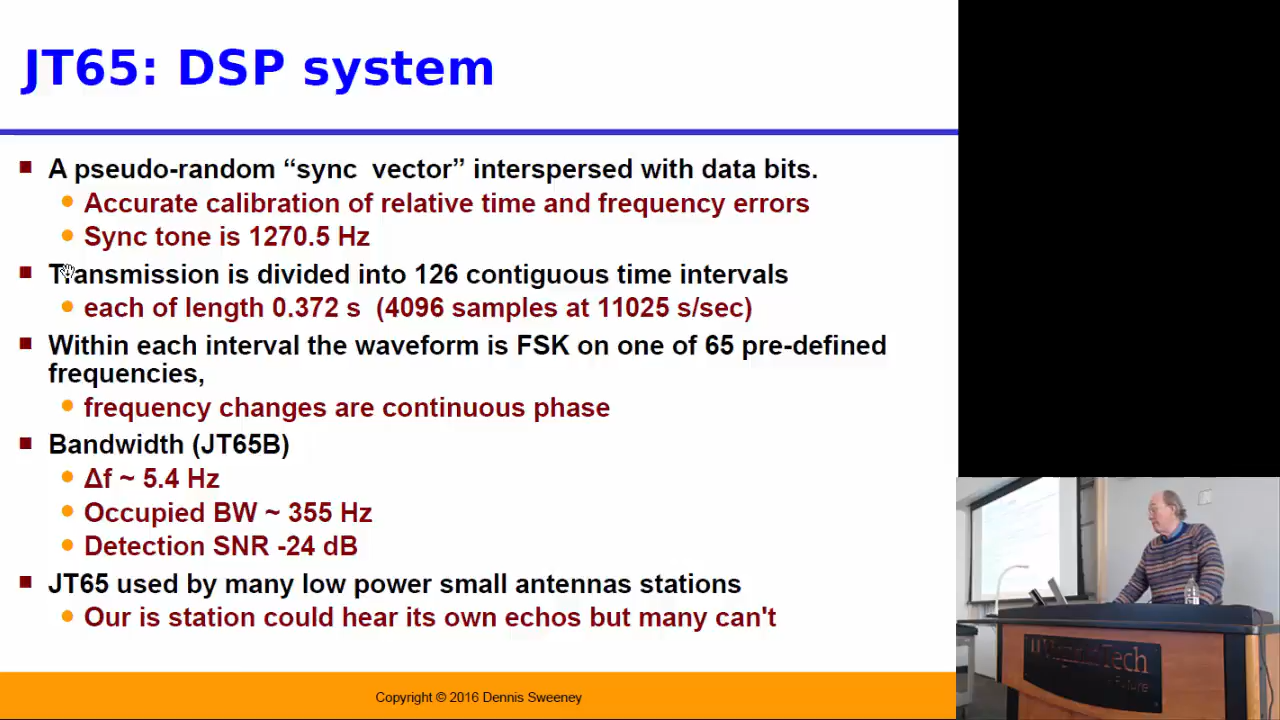 JT65: DSP system
A pseudo-random “sync vector” interspersed with data bits.
Accurate calibration of relative time and frequency errors
Sync tone is 1270.5 Hz
Transmission is divided into 126 contiguous time intervals
each of length 0.372 s (4096 samples at 11025 s/sec)
Within each interval the waveform is FSK on one of 65 pre-defined
frequencies,
frequency changes are continuous phase
Bandwidth (JT65B)
Δf ~ 5.4 Hz
Occupied BW ~ 355 Hz
Detection SNR -24 dB
JT65 used by many low power small antennas stations
Our is station could hear its own echos but many can't
Copyright © 2016 Dennis Sweeney
VirginiaTech